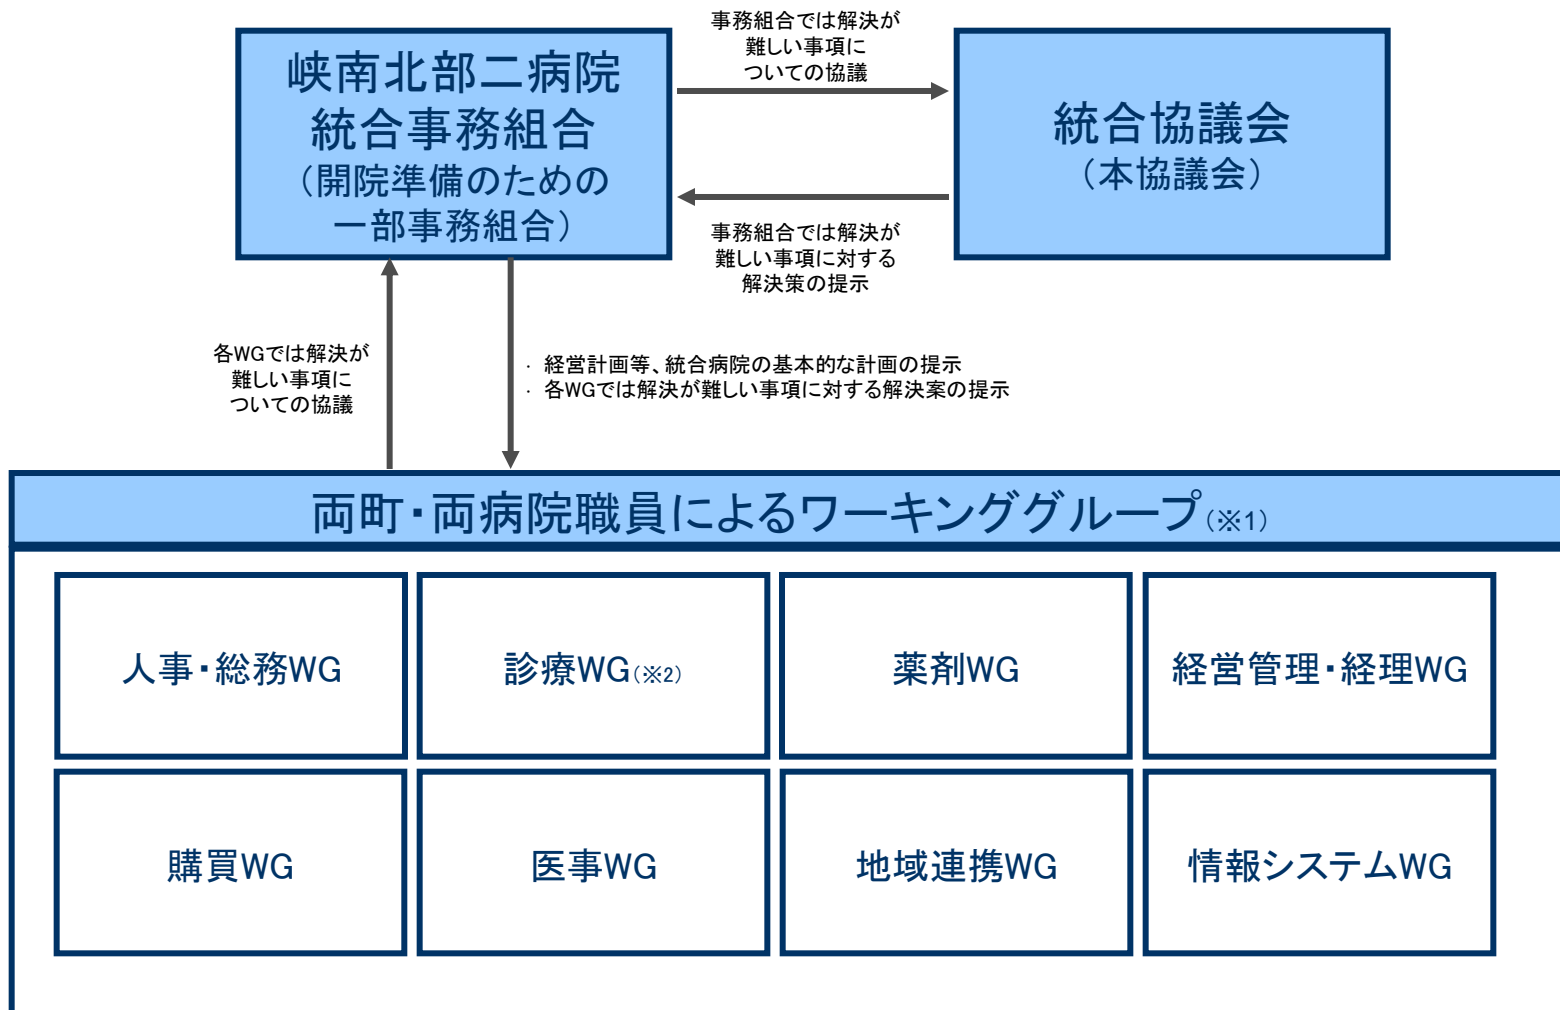 事務組合では解決が
難しい事項に
ついての協議
峡南北部二病院
統合事務組合
（開院準備のための
一部事務組合）
統合協議会
（本協議会）
事務組合では解決が
難しい事項に対する
解決策の提示
各WGでは解決が
難しい事項に
ついての協議
・ 経営計画等、統合病院の基本的な計画の提示
・ 各WGでは解決が難しい事項に対する解決案の提示
両町・両病院職員によるワーキンググループ（※1）
人事・総務WG
診療WG（※2）
薬剤WG
経営管理・経理WG
購買WG
医事WG
地域連携WG
情報システムWG